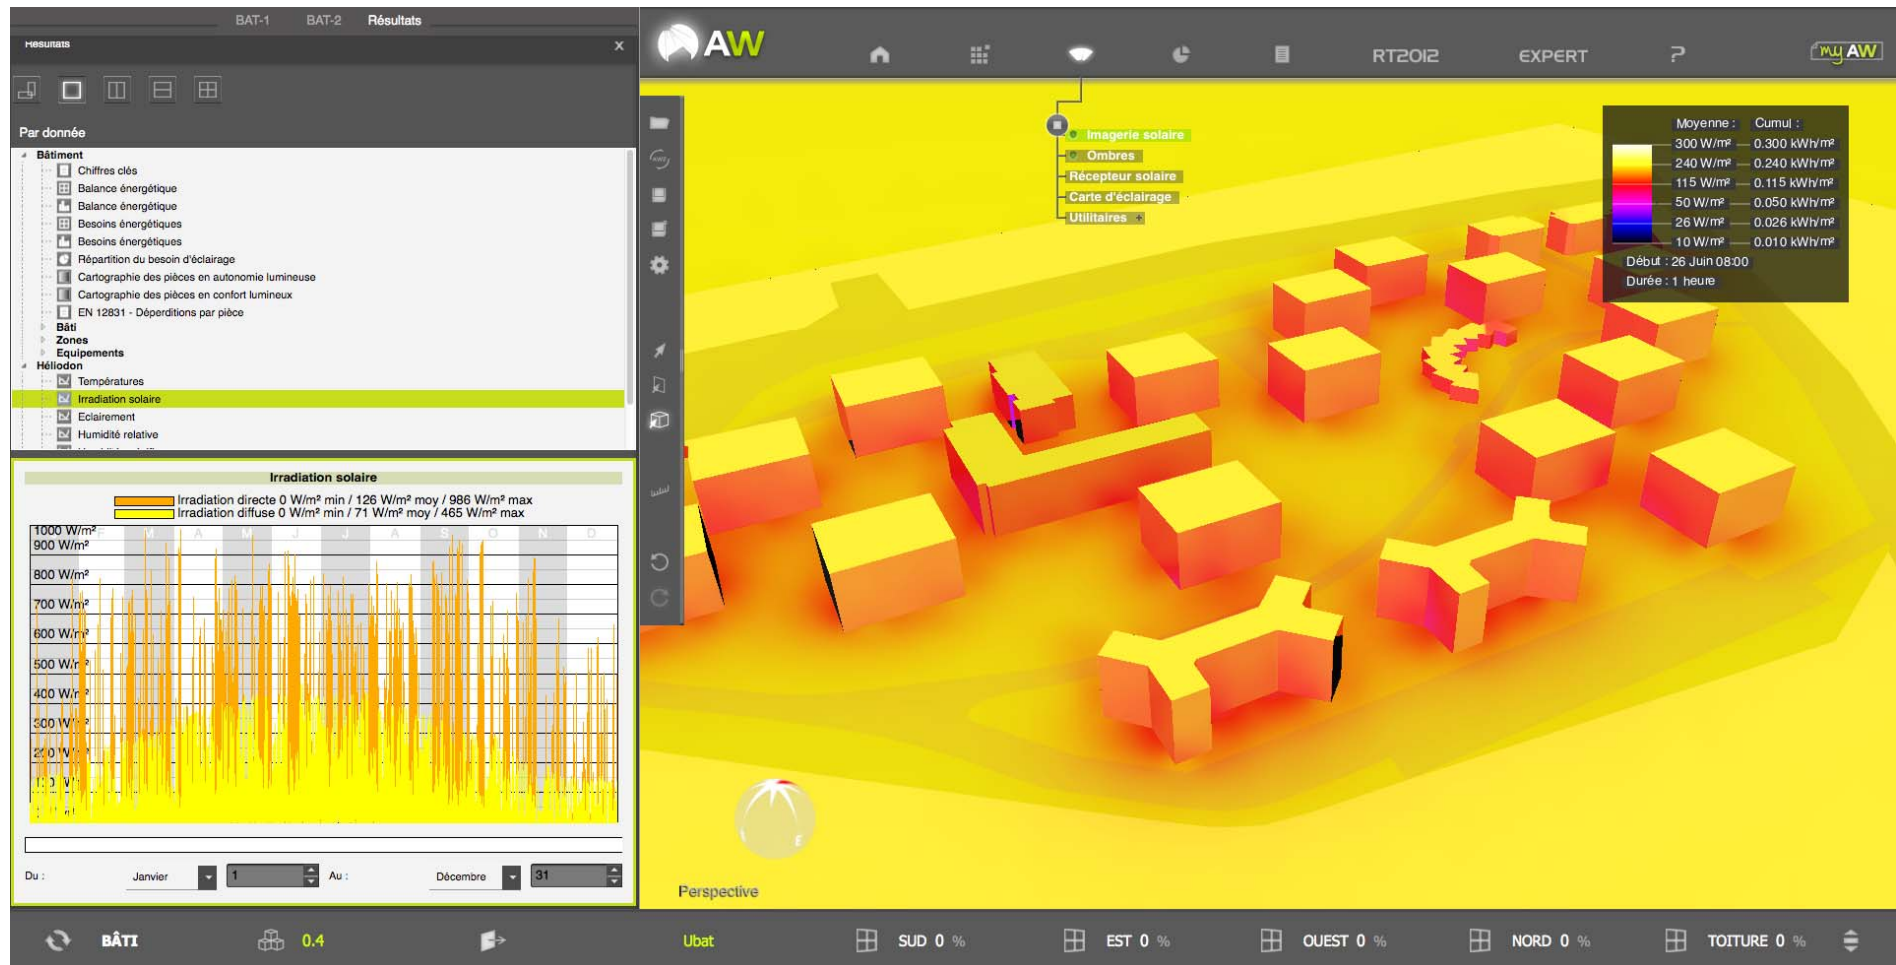 BAT-1 BAT-2 Résultats
Résultats X
Par donnée
Bâtiment
Chiffres clés
Balance énergétique
Balance énergétique
Besoins énergétiques
Besoins énergétiques
Répartition du besoin d'éclairage
Cartographie des pièces en autonomie lumineuse
Cartographie des pièces en confort lumineux
EN 12831 - Déperditions par pièce
Bâti
Zones
Equipements
Héliodon
Températures
Irradiation solaire
Eclairement
Humidité relative
Irradiation solaire
Irradiation directe 0 W/m² min / 126 W/m² moy / 986 W/m² max
Irradiation diffuse 0 W/m² min / 71 W/m² moy / 465 W/m² max
1000 W/m² F M A M J J A S O N D
900 W/m²
800 W/m²
700 W/m²
600 W/m²
500 W/m²
400 W/m²
300 W/m²
Du : Janvier 1 Au : Décembre 31
AW RT2012 EXPERT ? my AW
Imagerie solaire
Ombres
Récepteur solaire
Carte d'éclairage
Utilitaires +
Moyenne : Cumul :
300 W/m² 0.300 kWh/m²
240 W/m² 0.240 kWh/m²
115 W/m² 0.115 kWh/m²
50 W/m² 0.050 kWh/m²
26 W/m² 0.026 kWh/m²
10 W/m² 0.010 kWh/m²
Début : 26 Juin 08:00
Durée : 1 heure
E
Perspective
BÂTI 0.4 Ubat SUD 0 % EST 0 % OUEST 0 % NORD 0 % TOITURE 0 %